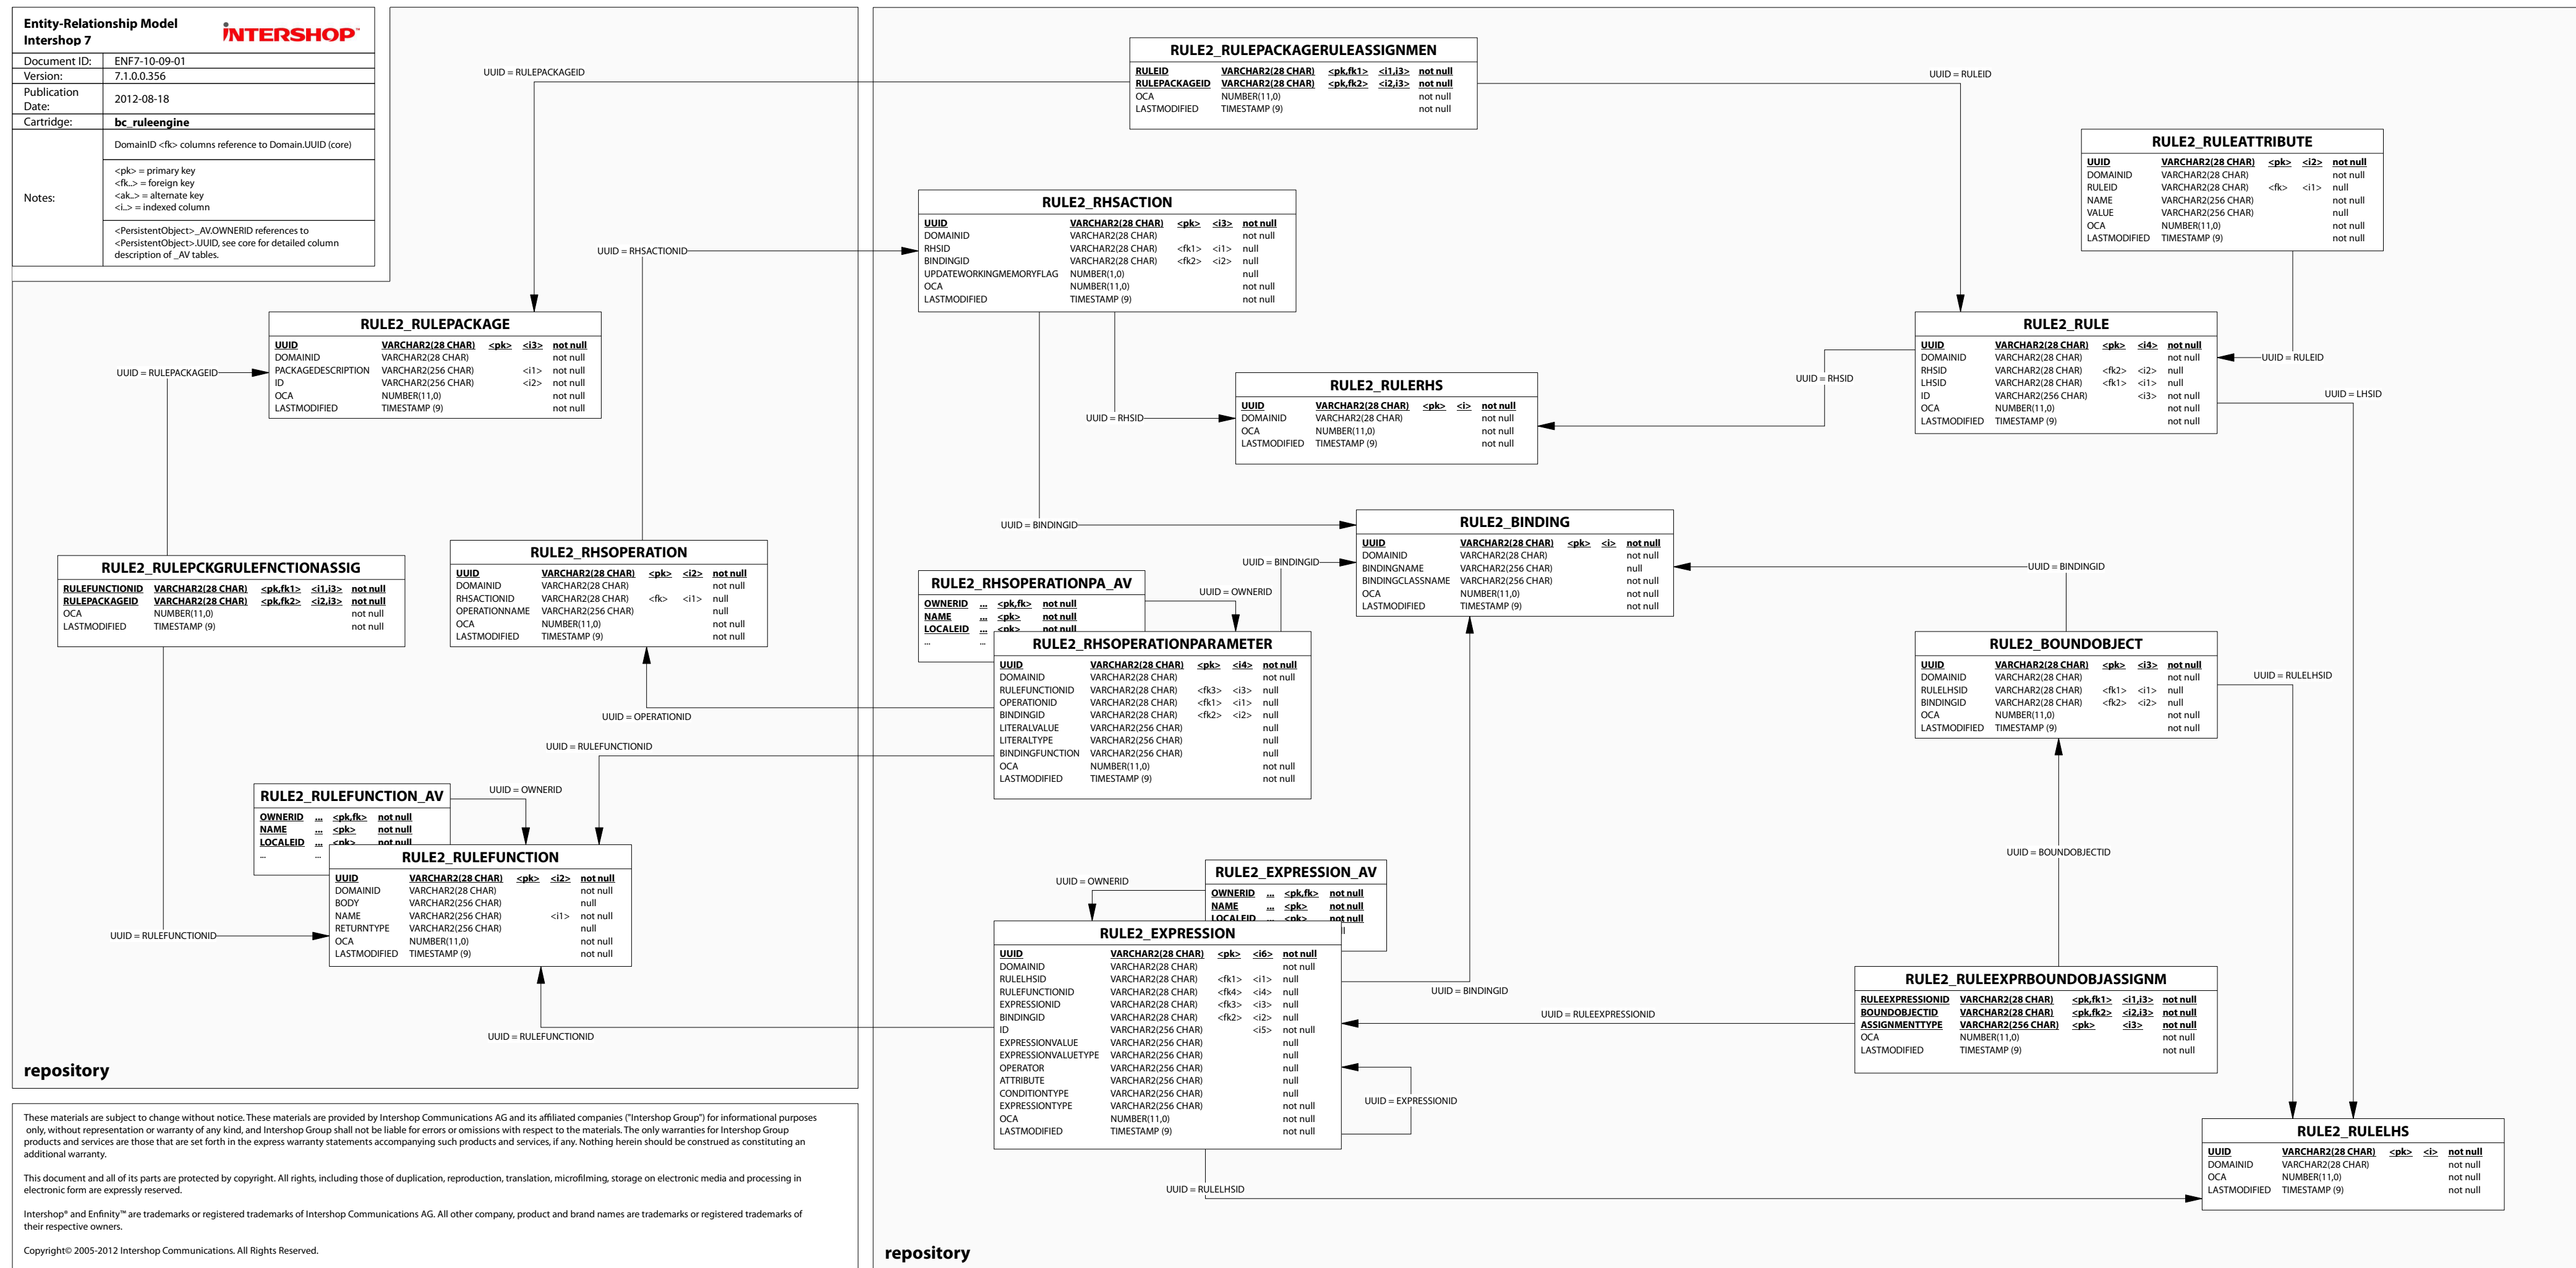 Entity-Relationship Model
Intershop 7
INTERSHOP™
Document ID: ENF7-10-09-01
Version: 7.1.0.0.356
Publication Date: 2012-08-18
Cartridge: bc_ruleengine
Notes:
DomainID <fk> columns reference to Domain.UUID (core)
<pk> = primary key
<fk..> = foreign key
<ak..> = alternate key
<i..> = indexed column
<PersistentObject>_AV.OWNERID references to
<PersistentObject>.UUID, see core for detailed column
description of _AV tables.
UUID = RULEPACKAGEID
RULE2_RULEPACKAGERULEASSIGNMEN
RULEID VARCHAR2(28 CHAR) <pk,fk1> <i1,i3> not null
RULEPACKAGEID VARCHAR2(28 CHAR) <pk,fk2> <i2,i3> not null
OCA NUMBER(11,0) not null
LASTMODIFIED TIMESTAMP (9) not null
UUID = RULEID
RULE2_RULEATTRIBUTE
UUID VARCHAR2(28 CHAR) <pk> <i2> not null
DOMAINID VARCHAR2(28 CHAR) not null
RULEID VARCHAR2(28 CHAR) <fk> <i1> null
NAME VARCHAR2(256 CHAR) not null
VALUE VARCHAR2(256 CHAR) null
OCA NUMBER(11,0) not null
LASTMODIFIED TIMESTAMP (9) not null
RULE2_RHSACTION
UUID VARCHAR2(28 CHAR) <pk> <i3> not null
DOMAINID VARCHAR2(28 CHAR) not null
RHSID VARCHAR2(28 CHAR) <fk1> <i1> null
BINDINGID VARCHAR2(28 CHAR) <fk2> <i2> null
UPDATEWORKINGMEMORYFLAG NUMBER(1,0) null
OCA NUMBER(11,0) not null
LASTMODIFIED TIMESTAMP (9) not null
UUID = RHSACTIONID
RULE2_RULEPACKAGE
UUID VARCHAR2(28 CHAR) <pk> <i3> not null
DOMAINID VARCHAR2(28 CHAR) not null
PACKAGEDESCRIPTION VARCHAR2(256 CHAR) <i1> not null
ID VARCHAR2(256 CHAR) <i2> not null
OCA NUMBER(11,0) not null
LASTMODIFIED TIMESTAMP (9) not null
UUID = RULEPACKAGEID
RULE2_RULE
UUID VARCHAR2(28 CHAR) <pk> <i4> not null
DOMAINID VARCHAR2(28 CHAR) not null
RHSID VARCHAR2(28 CHAR) <fk2> <i2> null
LHSID VARCHAR2(28 CHAR) <fk1> <i1> null
ID VARCHAR2(256 CHAR) <i3> not null
OCA NUMBER(11,0) not null
LASTMODIFIED TIMESTAMP (9) not null
UUID = RULEID
UUID = RHSID
UUID = LHSID
RULE2_RULERHS
UUID VARCHAR2(28 CHAR) <pk> <i> not null
DOMAINID VARCHAR2(28 CHAR) not null
OCA NUMBER(11,0) not null
LASTMODIFIED TIMESTAMP (9) not null
UUID = RHSID
UUID = BINDINGID
RULE2_BINDING
UUID VARCHAR2(28 CHAR) <pk> <i> not null
DOMAINID VARCHAR2(28 CHAR) not null
BINDINGNAME VARCHAR2(256 CHAR) null
BINDINGCLASSNAME VARCHAR2(256 CHAR) not null
OCA NUMBER(11,0) not null
LASTMODIFIED TIMESTAMP (9) not null
UUID = BINDINGID
UUID = BINDINGID
RULE2_RULEPCKGRULEFNCTIONASSIG
RULEFUNCTIONID VARCHAR2(28 CHAR) <pk,fk1> <i1,i3> not null
RULEPACKAGEID VARCHAR2(28 CHAR) <pk,fk2> <i2,i3> not null
OCA NUMBER(11,0) not null
LASTMODIFIED TIMESTAMP (9) not null
RULE2_RHSOPERATION
UUID VARCHAR2(28 CHAR) <pk> <i2> not null
DOMAINID VARCHAR2(28 CHAR) not null
RHSACTIONID VARCHAR2(28 CHAR) <fk> <i1> null
OPERATIONNAME VARCHAR2(256 CHAR) null
OCA NUMBER(11,0) not null
LASTMODIFIED TIMESTAMP (9) not null
RULE2_RHSOPERATIONPA_AV
OWNERID ... <pk,fk> not null
NAME ... <pk> not null
LOCALEID ... <pk> not null
... ...
UUID = OWNERID
RULE2_RHSOPERATIONPARAMETER
UUID VARCHAR2(28 CHAR) <pk> <i4> not null
DOMAINID VARCHAR2(28 CHAR) not null
RULEFUNCTIONID VARCHAR2(28 CHAR) <fk3> <i3> null
OPERATIONID VARCHAR2(28 CHAR) <fk1> <i1> null
BINDINGID VARCHAR2(28 CHAR) <fk2> <i2> null
LITERALVALUE VARCHAR2(256 CHAR) null
LITERALTYPE VARCHAR2(256 CHAR) null
BINDINGFUNCTION VARCHAR2(256 CHAR) null
OCA NUMBER(11,0) not null
LASTMODIFIED TIMESTAMP (9) not null
UUID = OPERATIONID
UUID = RULEFUNCTIONID
RULE2_BOUNDOBJECT
UUID VARCHAR2(28 CHAR) <pk> <i3> not null
DOMAINID VARCHAR2(28 CHAR) not null
RULELHSID VARCHAR2(28 CHAR) <fk1> <i1> null
BINDINGID VARCHAR2(28 CHAR) <fk2> <i2> null
OCA NUMBER(11,0) not null
LASTMODIFIED TIMESTAMP (9) not null
UUID = RULELHSID
UUID = BOUNDOBJECTID
RULE2_RULEFUNCTION_AV
OWNERID ... <pk,fk> not null
NAME ... <pk> not null
LOCALEID ... <pk> not null
... ...
UUID = OWNERID
RULE2_RULEFUNCTION
UUID VARCHAR2(28 CHAR) <pk> <i2> not null
DOMAINID VARCHAR2(28 CHAR) not null
BODY VARCHAR2(256 CHAR) null
NAME VARCHAR2(256 CHAR) <i1> not null
RETURNTYPE VARCHAR2(256 CHAR) null
OCA NUMBER(11,0) not null
LASTMODIFIED TIMESTAMP (9) not null
UUID = RULEFUNCTIONID
UUID = RULEFUNCTIONID
RULE2_EXPRESSION_AV
OWNERID ... <pk,fk> not null
NAME ... <pk> not null
LOCALEID ... <pk> not null
UUID = OWNERID
RULE2_EXPRESSION
UUID VARCHAR2(28 CHAR) <pk> <i6> not null
DOMAINID VARCHAR2(28 CHAR) not null
RULELHSID VARCHAR2(28 CHAR) <fk1> <i1> null
RULEFUNCTIONID VARCHAR2(28 CHAR) <fk4> <i4> null
EXPRESSIONID VARCHAR2(28 CHAR) <fk3> <i3> null
BINDINGID VARCHAR2(28 CHAR) <fk2> <i2> null
ID VARCHAR2(256 CHAR) <i5> not null
EXPRESSIONVALUE VARCHAR2(256 CHAR) null
EXPRESSIONVALUETYPE VARCHAR2(256 CHAR) null
OPERATOR VARCHAR2(256 CHAR) null
ATTRIBUTE VARCHAR2(256 CHAR) null
CONDITIONTYPE VARCHAR2(256 CHAR) null
EXPRESSIONTYPE VARCHAR2(256 CHAR) not null
OCA NUMBER(11,0) not null
LASTMODIFIED TIMESTAMP (9) not null
UUID = BINDINGID
UUID = RULEEXPRESSIONID
UUID = EXPRESSIONID
UUID = RULELHSID
RULE2_RULEEXPRBOUNDOBJASSIGNM
RULEEXPRESSIONID VARCHAR2(28 CHAR) <pk,fk1> <i1,i3> not null
BOUNDOBJECTID VARCHAR2(28 CHAR) <pk,fk2> <i2,i3> not null
ASSIGNMENTTYPE VARCHAR2(256 CHAR) <pk> <i3> not null
OCA NUMBER(11,0) not null
LASTMODIFIED TIMESTAMP (9) not null
RULE2_RULELHS
UUID VARCHAR2(28 CHAR) <pk> <i> not null
DOMAINID VARCHAR2(28 CHAR) not null
OCA NUMBER(11,0) not null
LASTMODIFIED TIMESTAMP (9) not null
repository
These materials are subject to change without notice. These materials are provided by Intershop Communications AG and its affiliated companies ("Intershop Group") for informational purposes
only, without representation or warranty of any kind, and Intershop Group shall not be liable for errors or omissions with respect to the materials. The only warranties for Intershop Group
products and services are those that are set forth in the express warranty statements accompanying such products and services, if any. Nothing herein should be construed as constituting an
additional warranty.
This document and all of its parts are protected by copyright. All rights, including those of duplication, reproduction, translation, microfilming, storage on electronic media and processing in
electronic form are expressly reserved.
Intershop® and Enfinity™ are trademarks or registered trademarks of Intershop Communications AG. All other company, product and brand names are trademarks or registered trademarks of
their respective owners.
Copyright© 2005-2012 Intershop Communications. All Rights Reserved.
repository